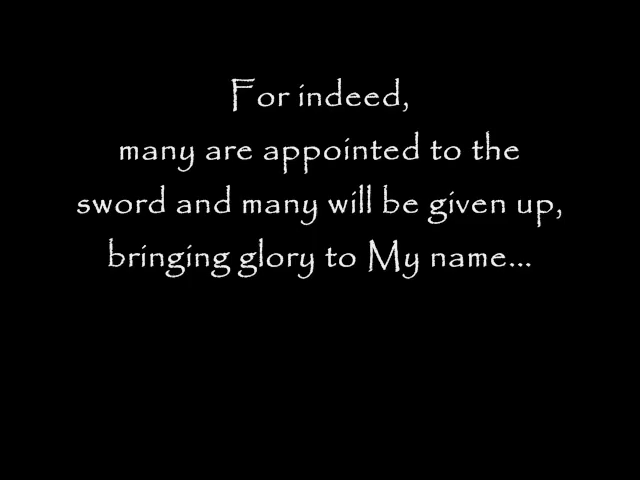 For indeed,
many are appointed to the
sword and many will be given up,
bringing glory to My name...